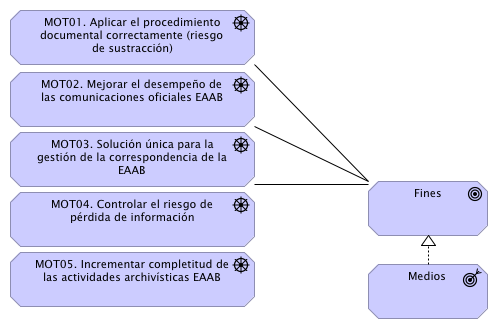 MOT01. Aplicar el procedimiento
documental correctamente (riesgo
de sustracción)
MOT02. Mejorar el desempeño de
las comunicaciones oficiales EAAB
MOT03. Solución única para la
gestión de la correspondencia de la
EAAB
MOT04. Controlar el riesgo de
pérdida de información
MOT05. Incrementar completitud de
las actividades archivísticas EAAB
Fines
Medios